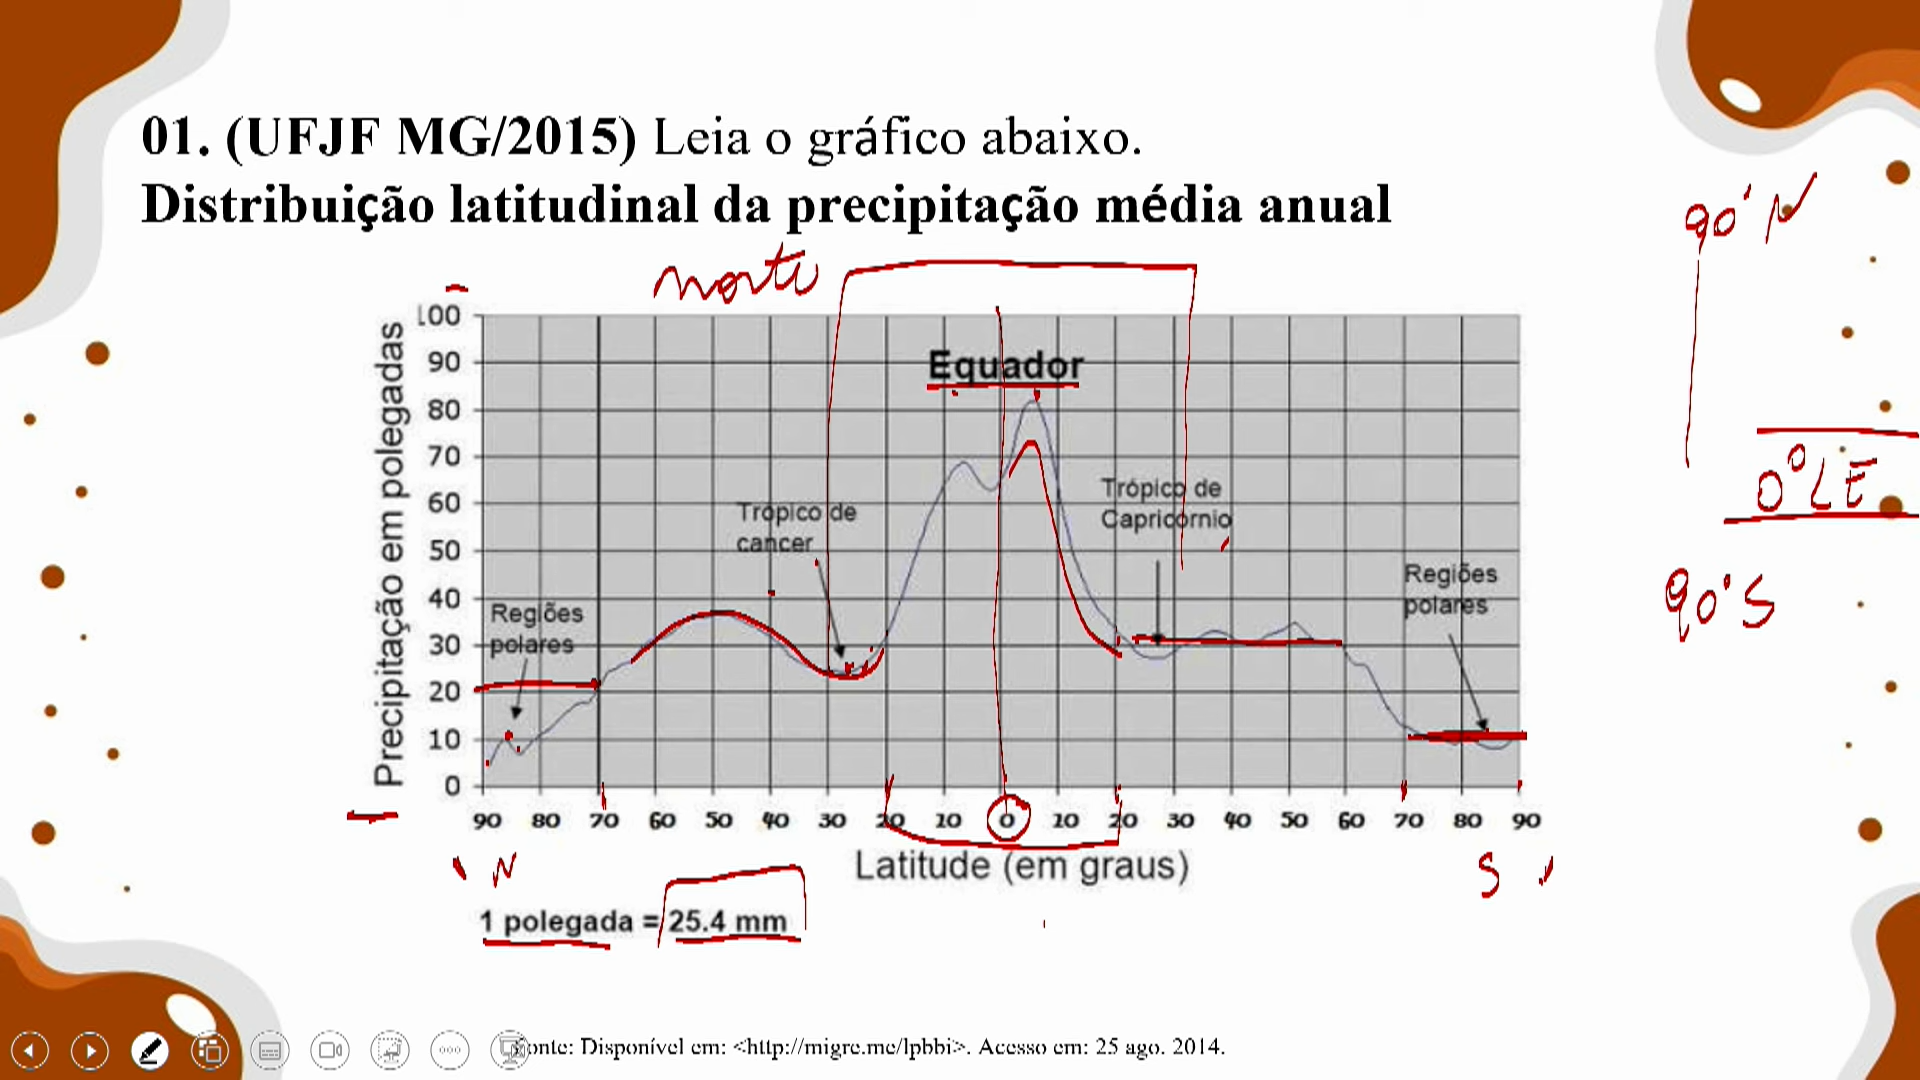 01. (UFJF MG/2015) Leia o gráfico abaixo.
Distribuição latitudinal da precipitação média anual
norte
90° N
0° LE
90° S
Precipitação em polegadas
100
90
80
70
60
50
40
30
20
10
0
Equador
Trópico de
cancer
Trópico de
Capricornio
Regiões
polares
Regiões
polares
90 80 70 60 50 40 30 20 10 0 10 20 30 40 50 60 70 80 90
N
S
Latitude (em graus)
1 polegada = 25.4 mm
onte: Disponível em: <http://migre.me/lpbbi>. Acesso em: 25 ago. 2014.